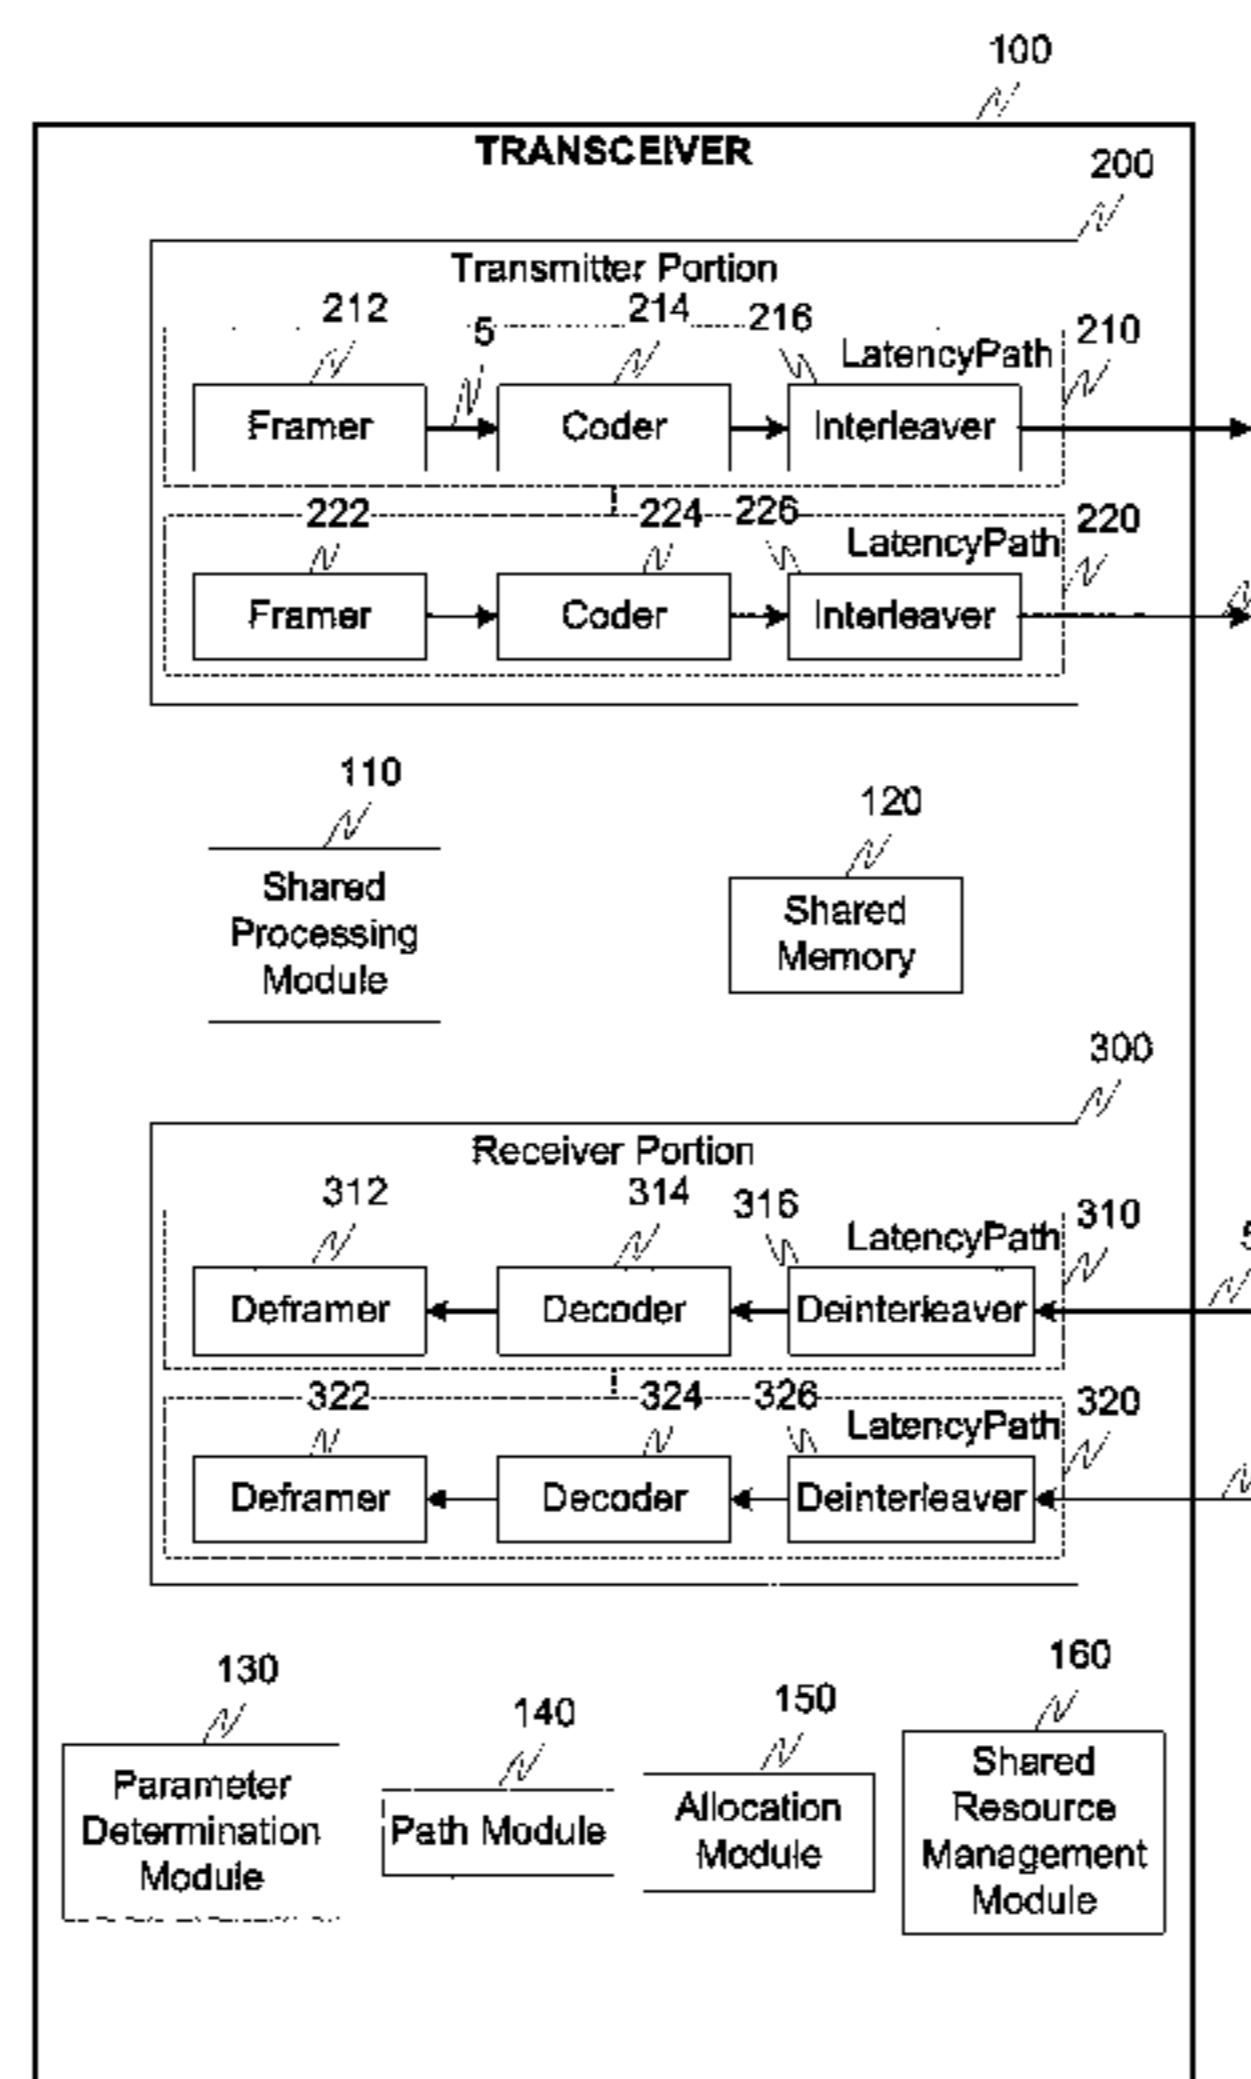 100
TRANSCEIVER
200
Transmitter Portion
212
5
214
216
LatencyPath
210
Framer
Coder
Interleaver
222
224
226
LatencyPath
220
Framer
Coder
Interleaver
110
Shared
Processing
Module
120
Shared
Memory
300
Receiver Portion
312
314
316
LatencyPath
310
5
Deframer
Decoder
Deinterleaver
322
324
326
LatencyPath
320
Deframer
Decoder
Deinterleaver
130
Parameter
Determination
Module
140
Path Module
150
Allocation
Module
160
Shared
Resource
Management
Module